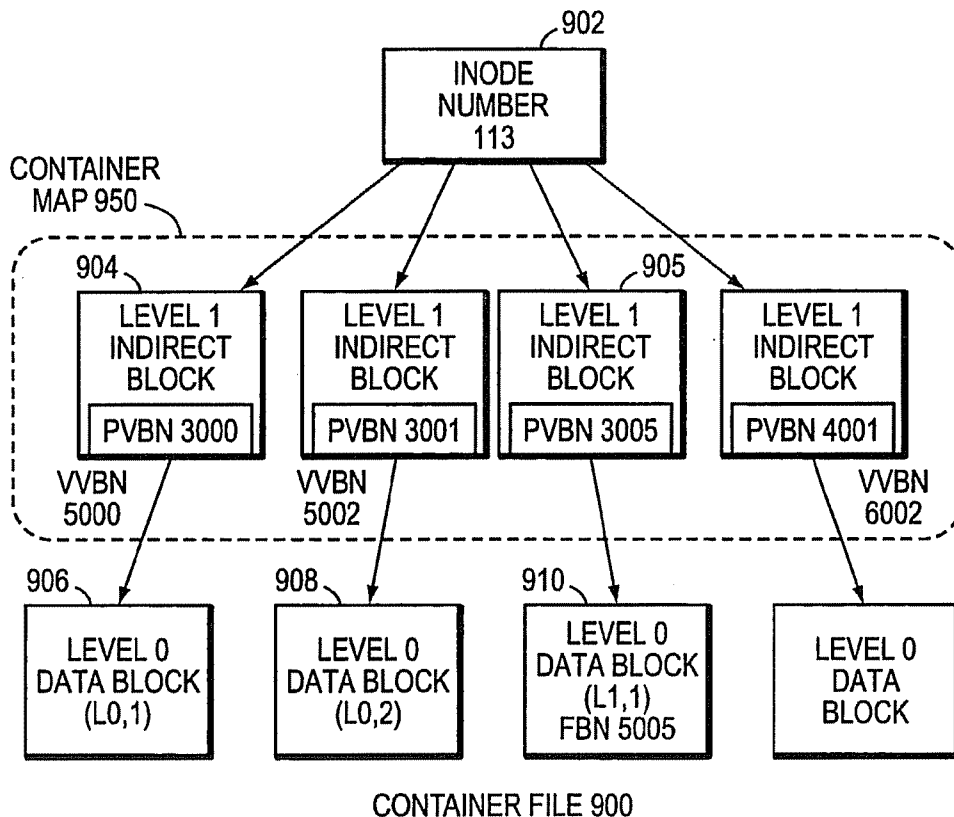 902
INODE
NUMBER
113
CONTAINER
MAP 950
904
LEVEL 1
INDIRECT
BLOCK
PVBN 3000
LEVEL 1
INDIRECT
BLOCK
PVBN 3001
905
LEVEL 1
INDIRECT
BLOCK
PVBN 3005
LEVEL 1
INDIRECT
BLOCK
PVBN 4001
VVBN
5000
VVBN
5002
VVBN
6002
906
LEVEL 0
DATA BLOCK
(L0,1)
908
LEVEL 0
DATA BLOCK
(L0,2)
910
LEVEL 0
DATA BLOCK
(L1,1)
FBN 5005
LEVEL 0
DATA
BLOCK
CONTAINER FILE 900